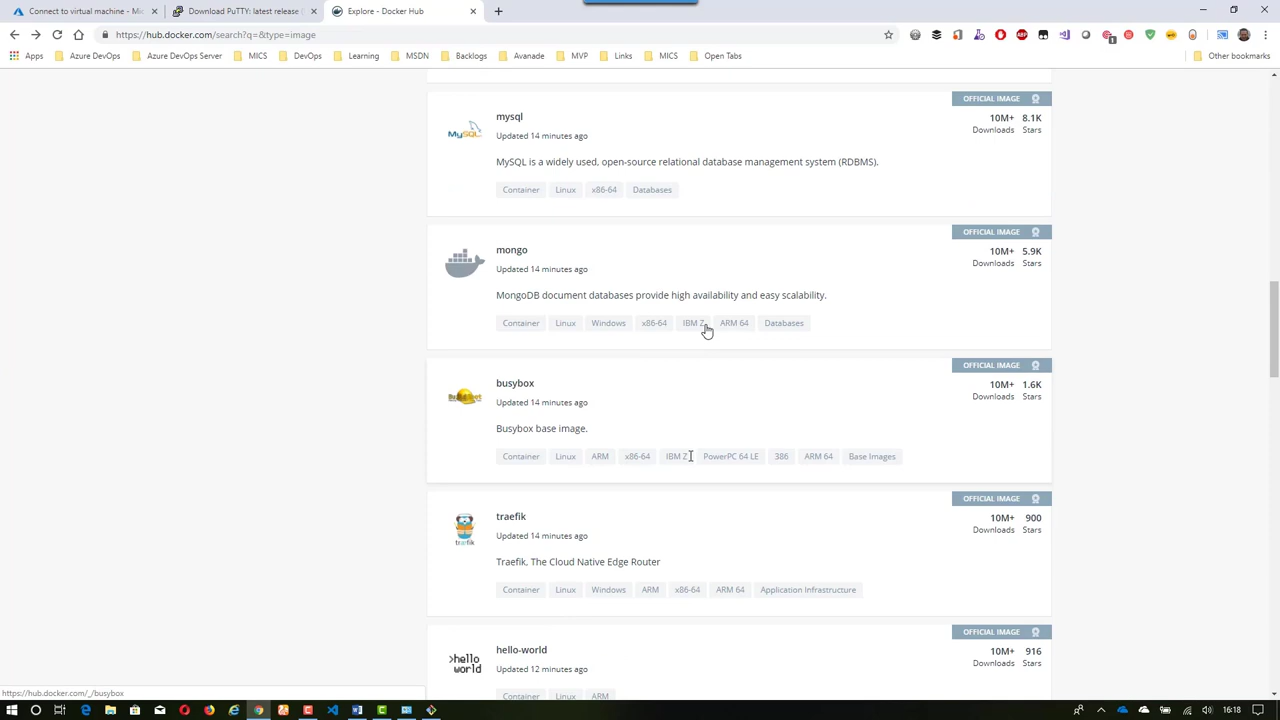 Connect to virtual machine - Mic
Download PuTTY: latest release (
Explore - Docker Hub
https://hub.docker.com/search?q=&type=image
Apps
Azure DevOps
Azure DevOps Server
MICS
DevOps
Learning
MSDN
Backlogs
Avanade
MVP
Links
MICS
Open Tabs
Other bookmarks
OFFICIAL IMAGE
mysql
10M+ 8.1K
Downloads Stars
Updated 14 minutes ago
MySQL
MySQL is a widely used, open-source relational database management system (RDBMS).
Container Linux x86-64 Databases
OFFICIAL IMAGE
mongo
10M+ 5.9K
Downloads Stars
Updated 14 minutes ago
MongoDB document databases provide high availability and easy scalability.
Container Linux Windows x86-64 IBM Z ARM 64 Databases
OFFICIAL IMAGE
busybox
10M+ 1.6K
Downloads Stars
Updated 14 minutes ago
Busybox base image.
Container Linux ARM x86-64 IBM Z PowerPC 64 LE 386 ARM 64 Base Images
OFFICIAL IMAGE
traefik
10M+ 900
Downloads Stars
Updated 14 minutes ago
træfik
Traefik, The Cloud Native Edge Router
Container Linux Windows ARM x86-64 ARM 64 Application Infrastructure
OFFICIAL IMAGE
hello-world
10M+ 916
Downloads Stars
>hello
world
Updated 12 minutes ago
Container Linux ARM
https://hub.docker.com/_/busybox
16:18